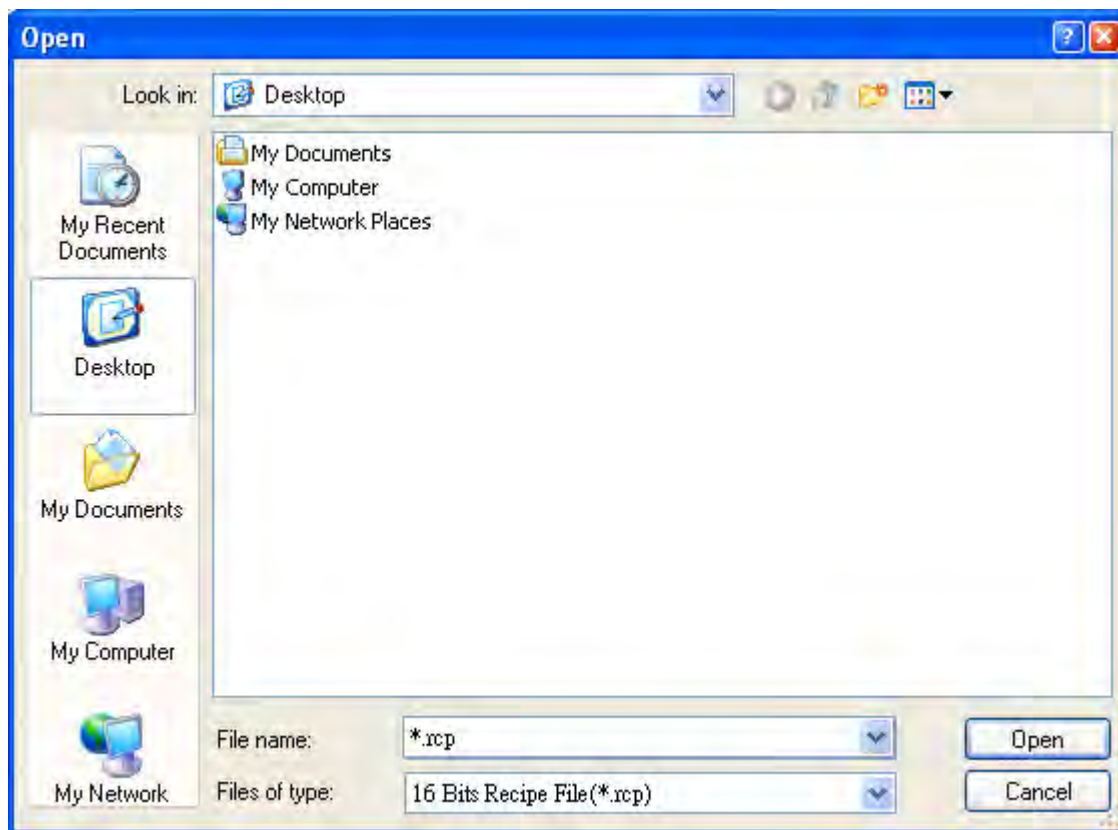 Open
Look in: Desktop
My Recent
Documents
Desktop
My Documents
My Computer
My Network
My Documents
My Computer
My Network Places
File name: *.rcp
Open
Files of type: 16 Bits Recipe File(*.rcp)
Cancel